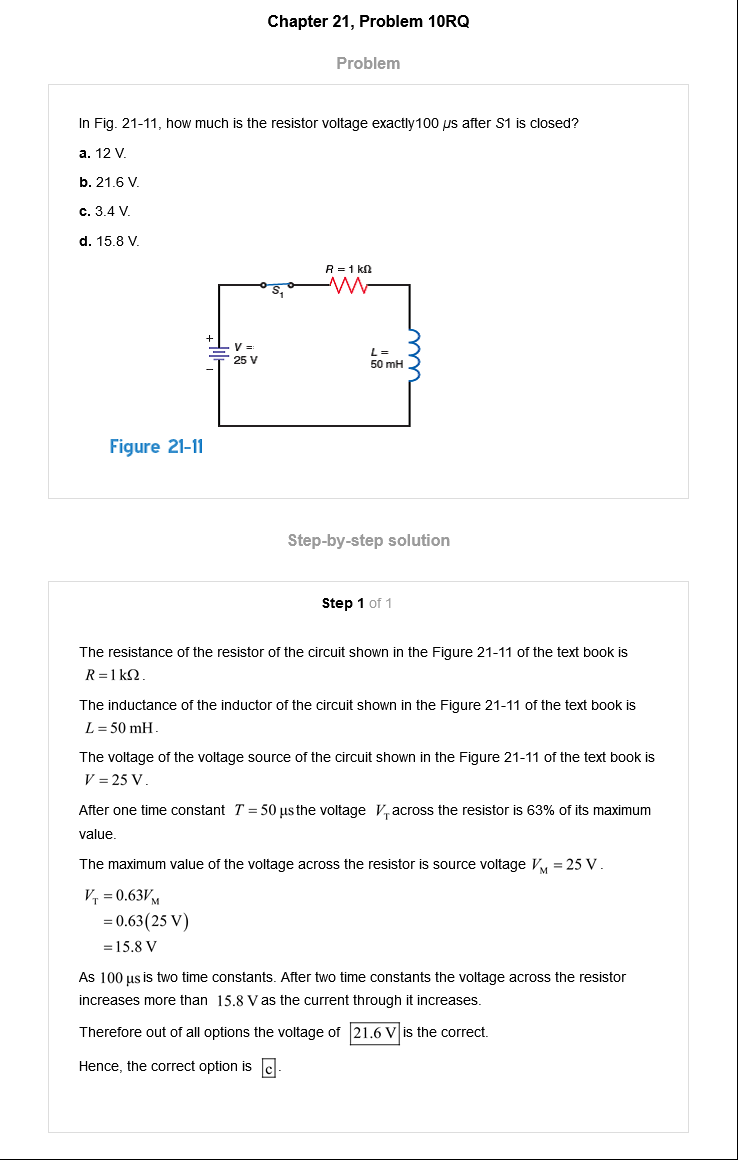 Chapter 21, Problem 10RQ
Problem
In Fig. 21-11, how much is the resistor voltage exactly100 μs after S1 is closed?
a. 12 V.
b. 21.6 V.
c. 3.4 V.
d. 15.8 V.
R = 1 kΩ
S₁
+
V =
25 V
−
L =
50 mH
Figure 21-11
Step-by-step solution
Step 1 of 1
The resistance of the resistor of the circuit shown in the Figure 21-11 of the text book is
R = 1 kΩ.
The inductance of the inductor of the circuit shown in the Figure 21-11 of the text book is
L = 50 mH.
The voltage of the voltage source of the circuit shown in the Figure 21-11 of the text book is
V = 25 V.
After one time constant T = 50 μs the voltage V_T across the resistor is 63% of its maximum
value.
The maximum value of the voltage across the resistor is source voltage V_M = 25 V.
V_T = 0.63V_M
= 0.63(25 V)
= 15.8 V
As 100 μs is two time constants. After two time constants the voltage across the resistor
increases more than 15.8 V as the current through it increases.
Therefore out of all options the voltage of 21.6 V is the correct.
Hence, the correct option is c.